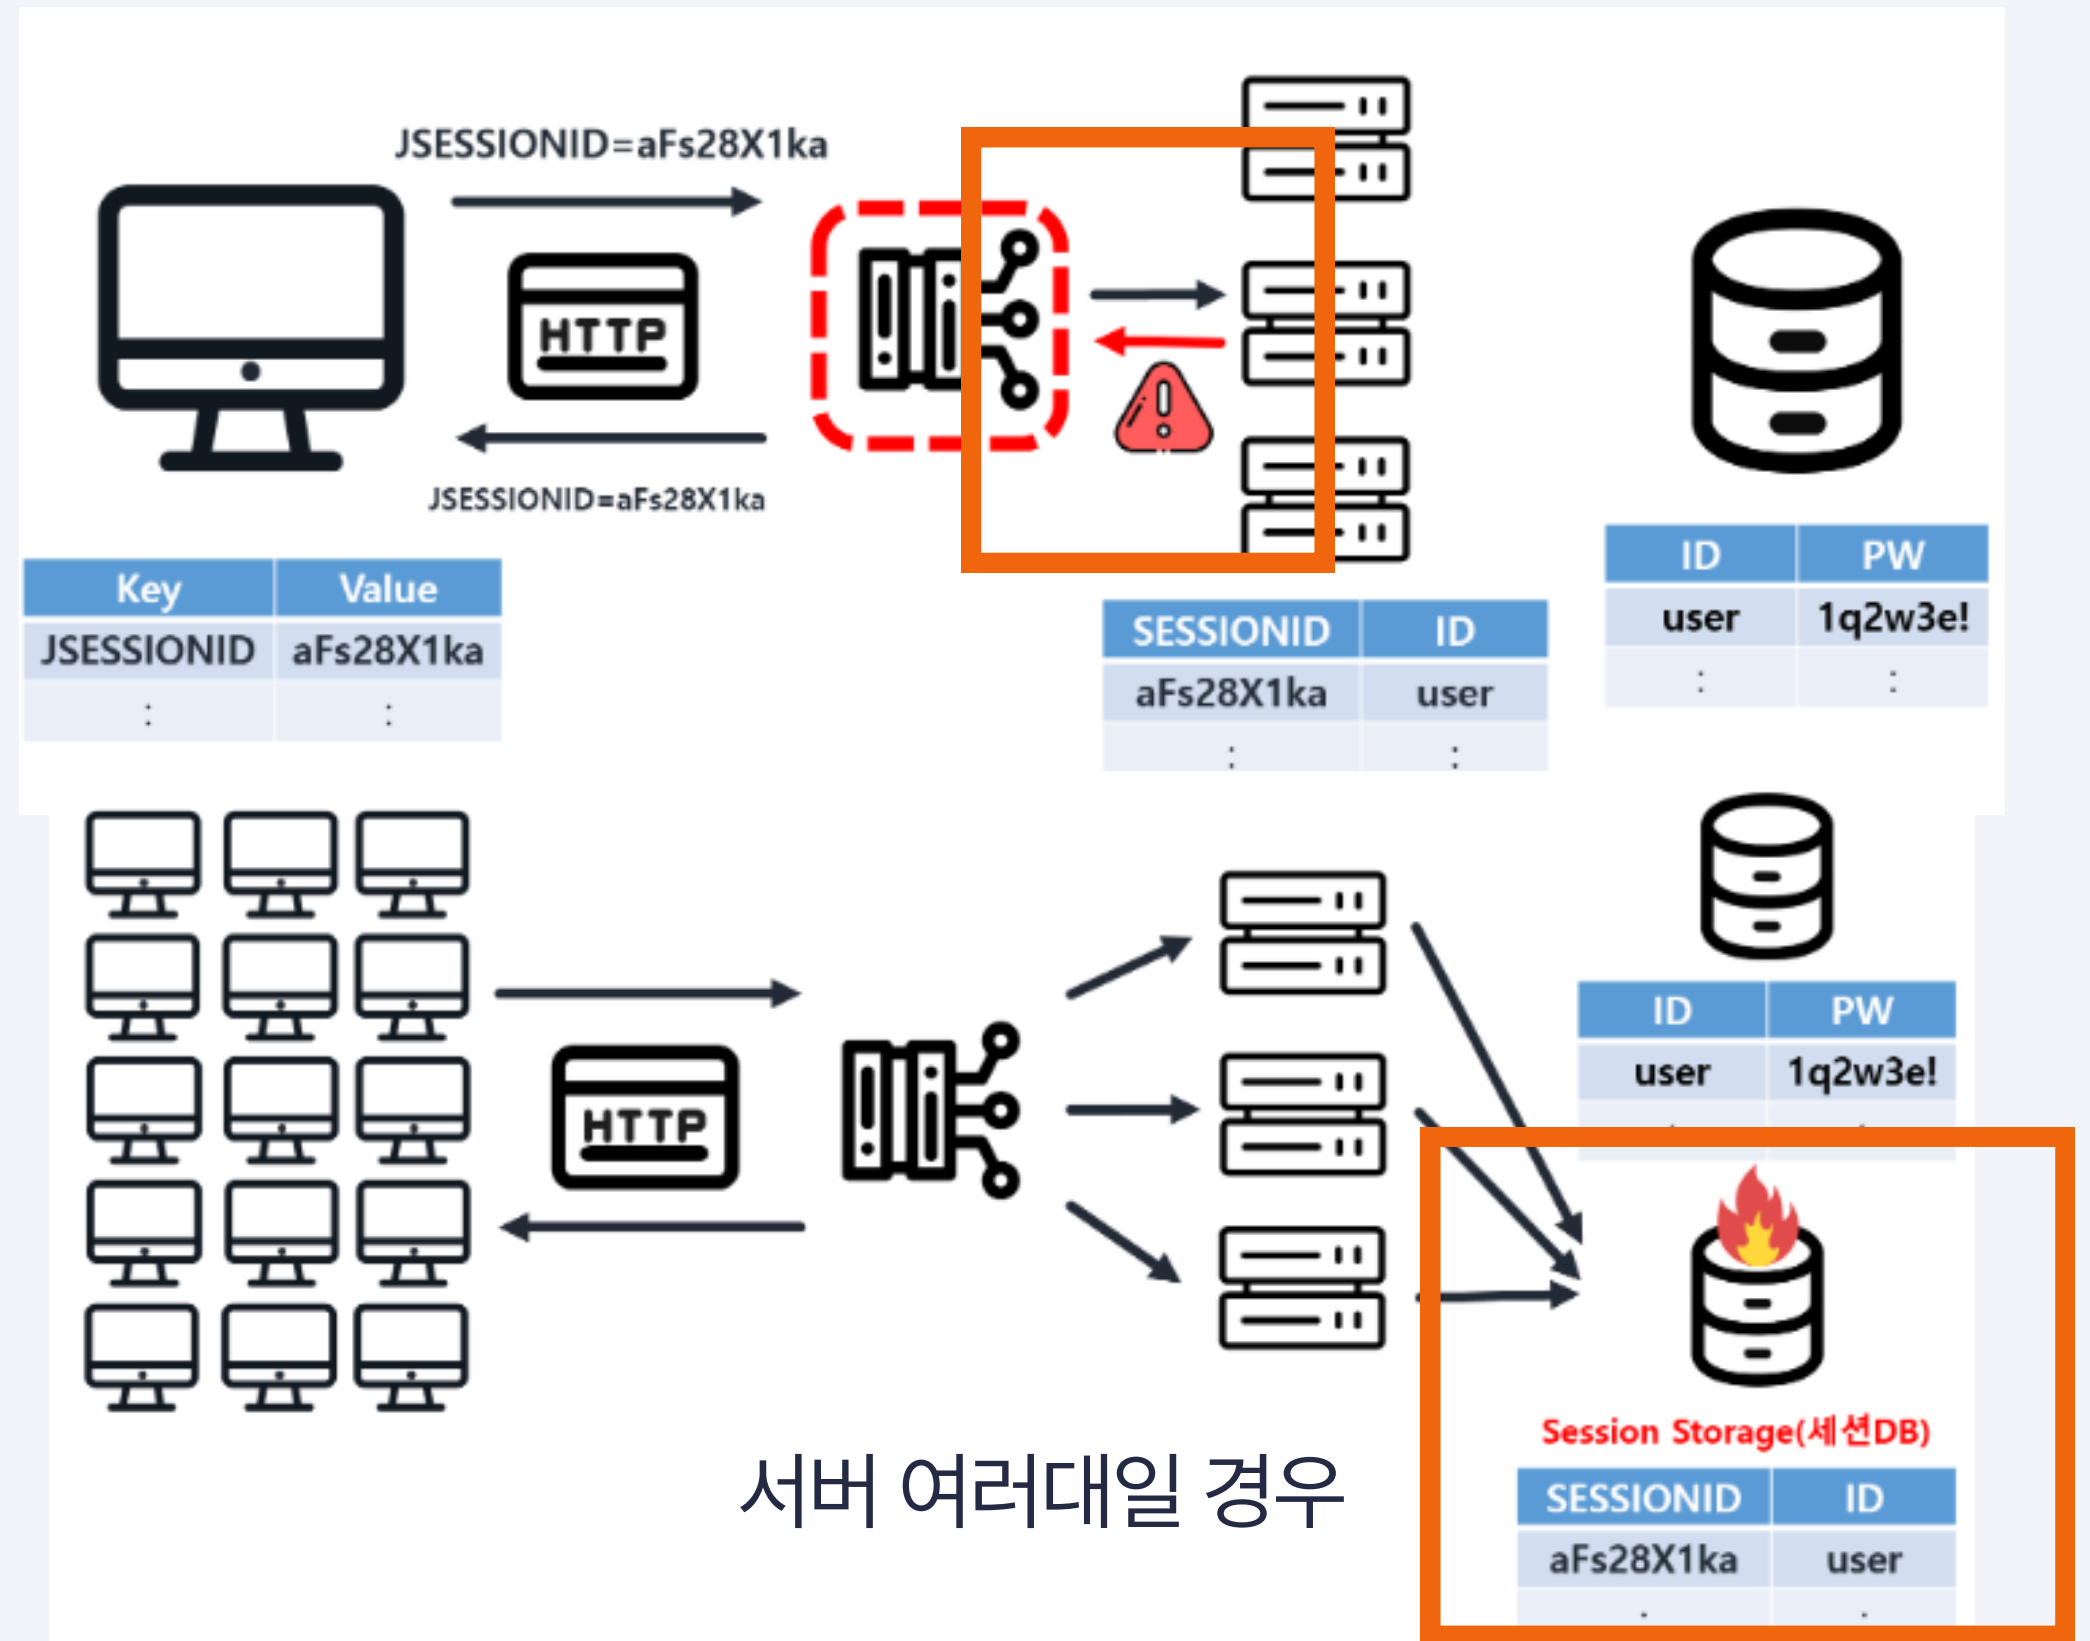 JSESSIONID=aFs28X1ka
HTTP
JSESSIONID=aFs28X1ka
Key Value
JSESSIONID aFs28X1ka
: :
SESSIONID ID
aFs28X1ka user
: :
ID PW
user 1q2w3e!
: :
HTTP
ID PW
user 1q2w3e!
Session Storage(세션DB)
SESSIONID ID
aFs28X1ka user
서버 여러대일 경우